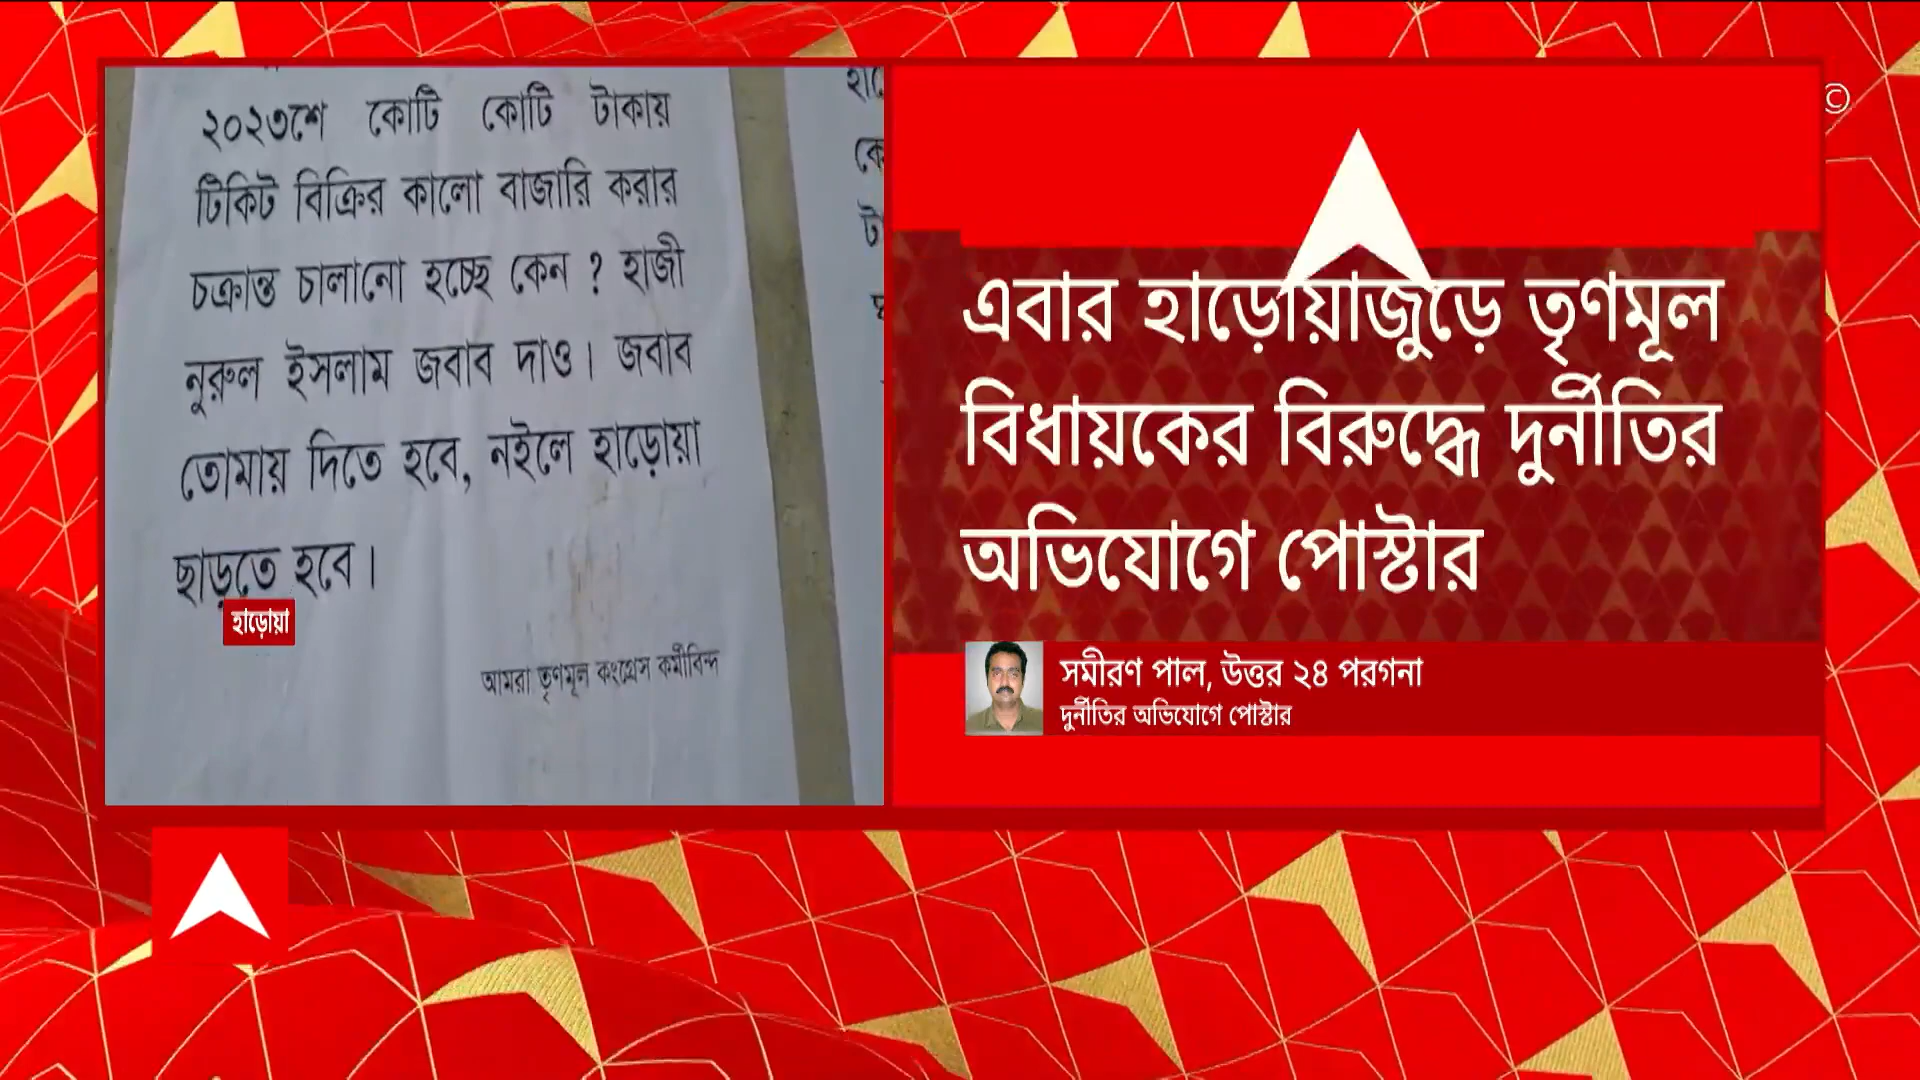 ২০২৩শে কোটি কোটি টাকায়
টিকিট বিক্রির কালো বাজারি করার
চক্রান্ত চালানো হচ্ছে কেন ? হাজী
নুরুল ইসলাম জবাব দাও। জবাব
তোমায় দিতে হবে, নইলে হাড়োয়া
ছাড়তে হবে।
হাড়োয়া
আমরা তৃণমূল কংগ্রেস কর্মীবিন্দ
©
এবার হাড়োয়াজুড়ে তৃণমূল
বিধায়কের বিরুদ্ধে দুর্নীতির
অভিযোগে পোস্টার
সমীরণ পাল, উত্তর ২৪ পরগনা
দুর্নীতির অভিযোগে পোস্টার